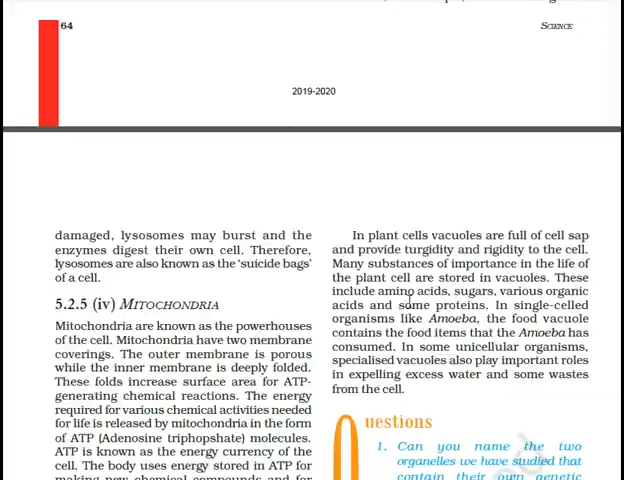 64
SCIENCE
2019-2020
damaged, lysosomes may burst and the
enzymes digest their own cell. Therefore,
lysosomes are also known as the 'suicide bags'
of a cell.
5.2.5 (iv) MITOCHONDRIA
Mitochondria are known as the powerhouses
of the cell. Mitochondria have two membrane
coverings. The outer membrane is porous
while the inner membrane is deeply folded.
These folds increase surface area for ATP-
generating chemical reactions. The energy
required for various chemical activities needed
for life is released by mitochondria in the form
of ATP (Adenosine triphopshate) molecules.
ATP is known as the energy currency of the
cell. The body uses energy stored in ATP for
making new chemical compounds and for
In plant cells vacuoles are full of cell sap
and provide turgidity and rigidity to the cell.
Many substances of importance in the life of
the plant cell are stored in vacuoles. These
include amino acids, sugars, various organic
acids and some proteins. In single-celled
organisms like Amoeba, the food vacuole
contains the food items that the Amoeba has
consumed. In some unicellular organisms,
specialised vacuoles also play important roles
in expelling excess water and some wastes
from the cell.
Questions
1. Can you name the two
organelles we have studied that
contain their own genetic